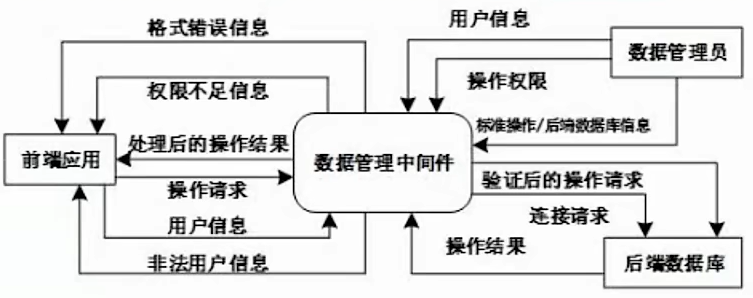 格式错误信息
用户信息
数据管理员
权限不足信息
操作权限
标准操作/后端数据库信息
处理后的操作结果
前端应用
数据管理中间件
操作请求
验证后的操作请求
用户信息
连接请求
操作结果
非法用户信息
后端数据库